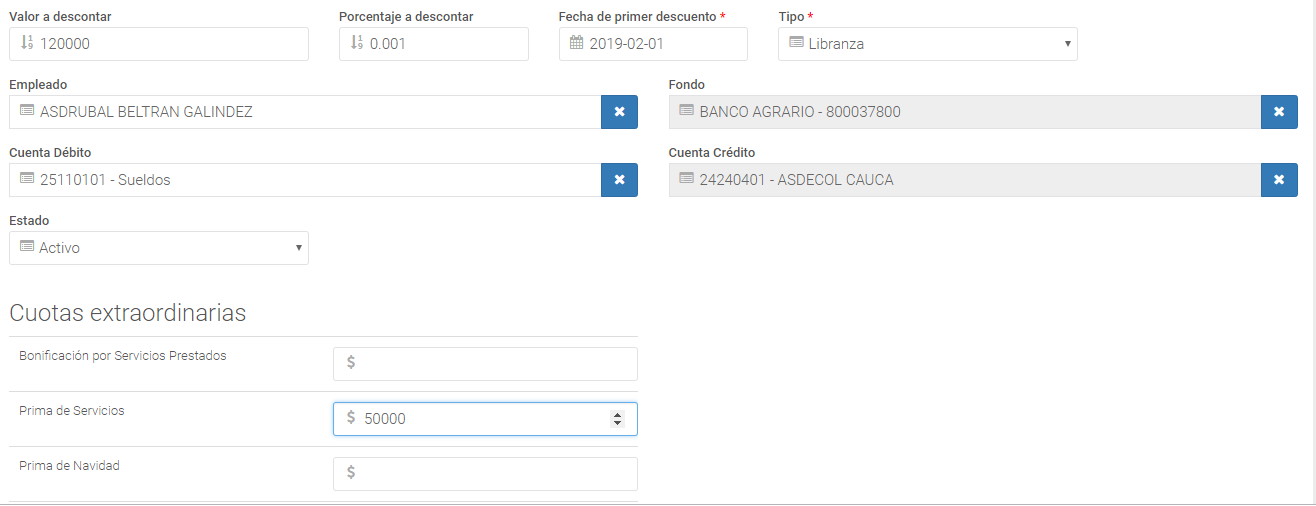 Valor a descontar Porcentaje a descontar Fecha de primer descuento * Tipo *
120000 0.001 2019-02-01 Libranza
Empleado Fondo
ASDRUBAL BELTRAN GALINDEZ BANCO AGRARIO - 800037800
Cuenta Débito Cuenta Crédito
25110101 - Sueldos 24240401 - ASDECOL CAUCA
Estado
Activo
Cuotas extraordinarias
Bonificación por Servicios Prestados $
Prima de Servicios $ 50000
Prima de Navidad $